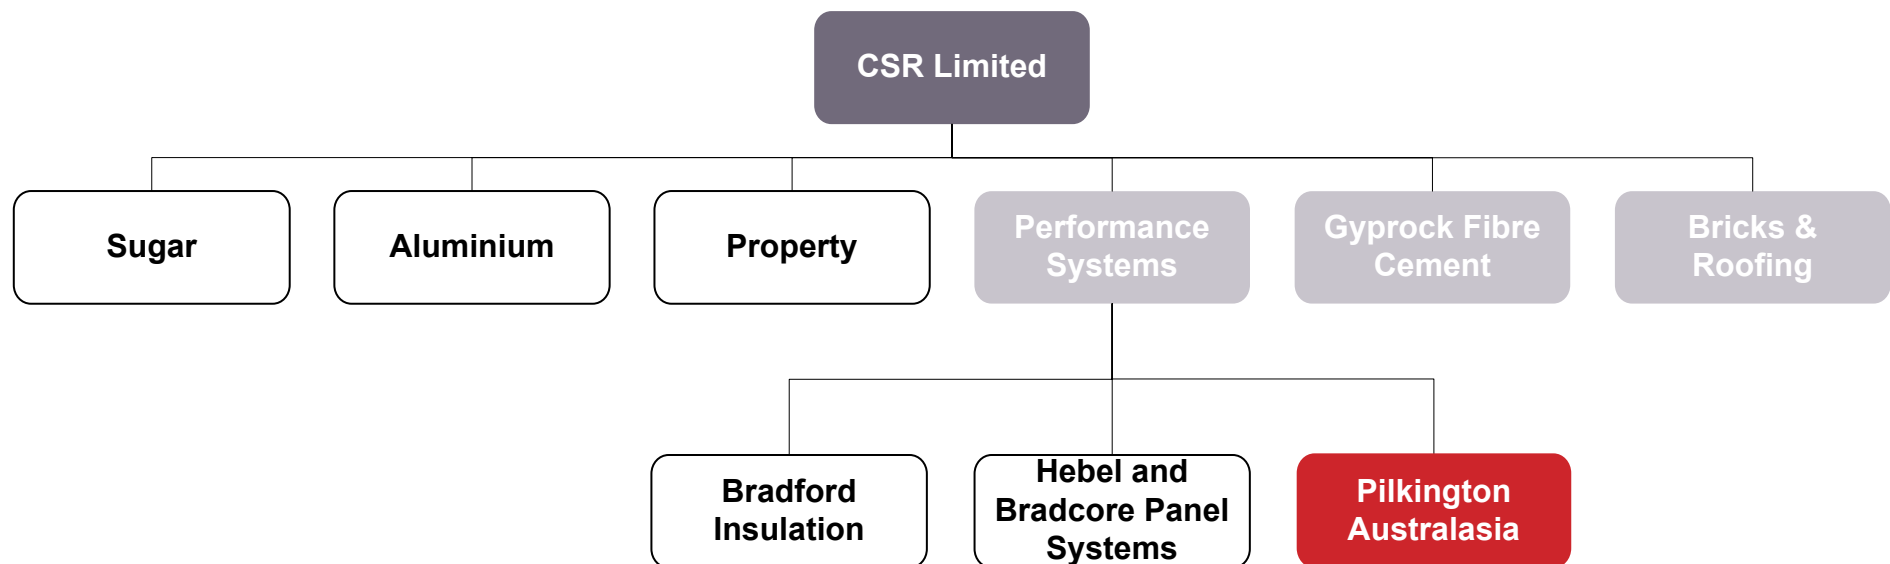 CSR Limited
Sugar
Aluminium
Property
Performance
Systems
Gyprock Fibre
Cement
Bricks &
Roofing
Bradford
Insulation
Hebel and
Bradcore Panel
Systems
Pilkington
Australasia